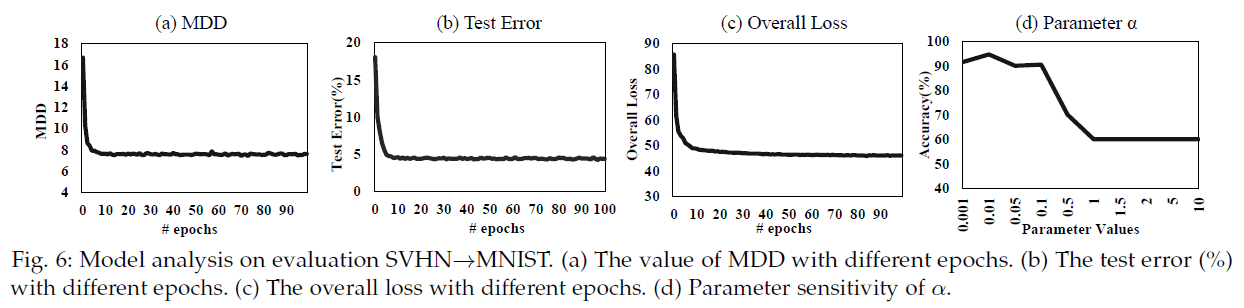 (a) MDD
18
16
14
12
10
8
6
4
MDD
0 10 20 30 40 50 60 70 80 90
# epochs
(b) Test Error
20
15
10
5
0
Test Error(%)
0 10 20 30 40 50 60 70 80 90 100
# epochs
(c) Overall Loss
90
80
70
60
50
40
30
Overall Loss
0 10 20 30 40 50 60 70 80 90
# epochs
(d) Parameter α
100
90
80
70
60
50
40
Accuracy(%)
0.001 0.01 0.05 0.1 0.5 1 1.5 2 5 10
Parameter Values
Fig. 6: Model analysis on evaluation SVHN→MNIST. (a) The value of MDD with different epochs. (b) The test error (%)
with different epochs. (c) The overall loss with different epochs. (d) Parameter sensitivity of α.